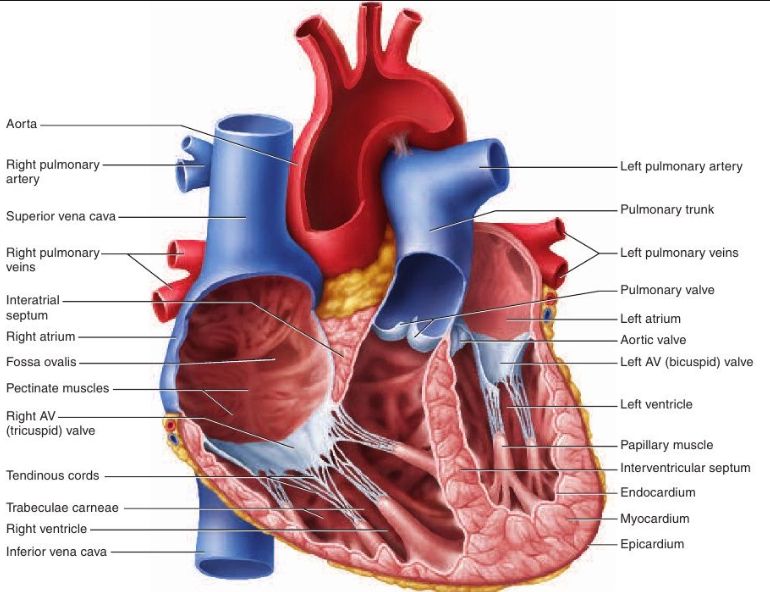 Aorta
Right pulmonary
artery
Superior vena cava
Right pulmonary
veins
Interatrial
septum
Right atrium
Fossa ovalis
Pectinate muscles
Right AV
(tricuspid) valve
Tendinous cords
Trabeculae carneae
Right ventricle
Inferior vena cava
Left pulmonary artery
Pulmonary trunk
Left pulmonary veins
Pulmonary valve
Left atrium
Aortic valve
Left AV (bicuspid) valve
Left ventricle
Papillary muscle
Interventricular septum
Endocardium
Myocardium
Epicardium